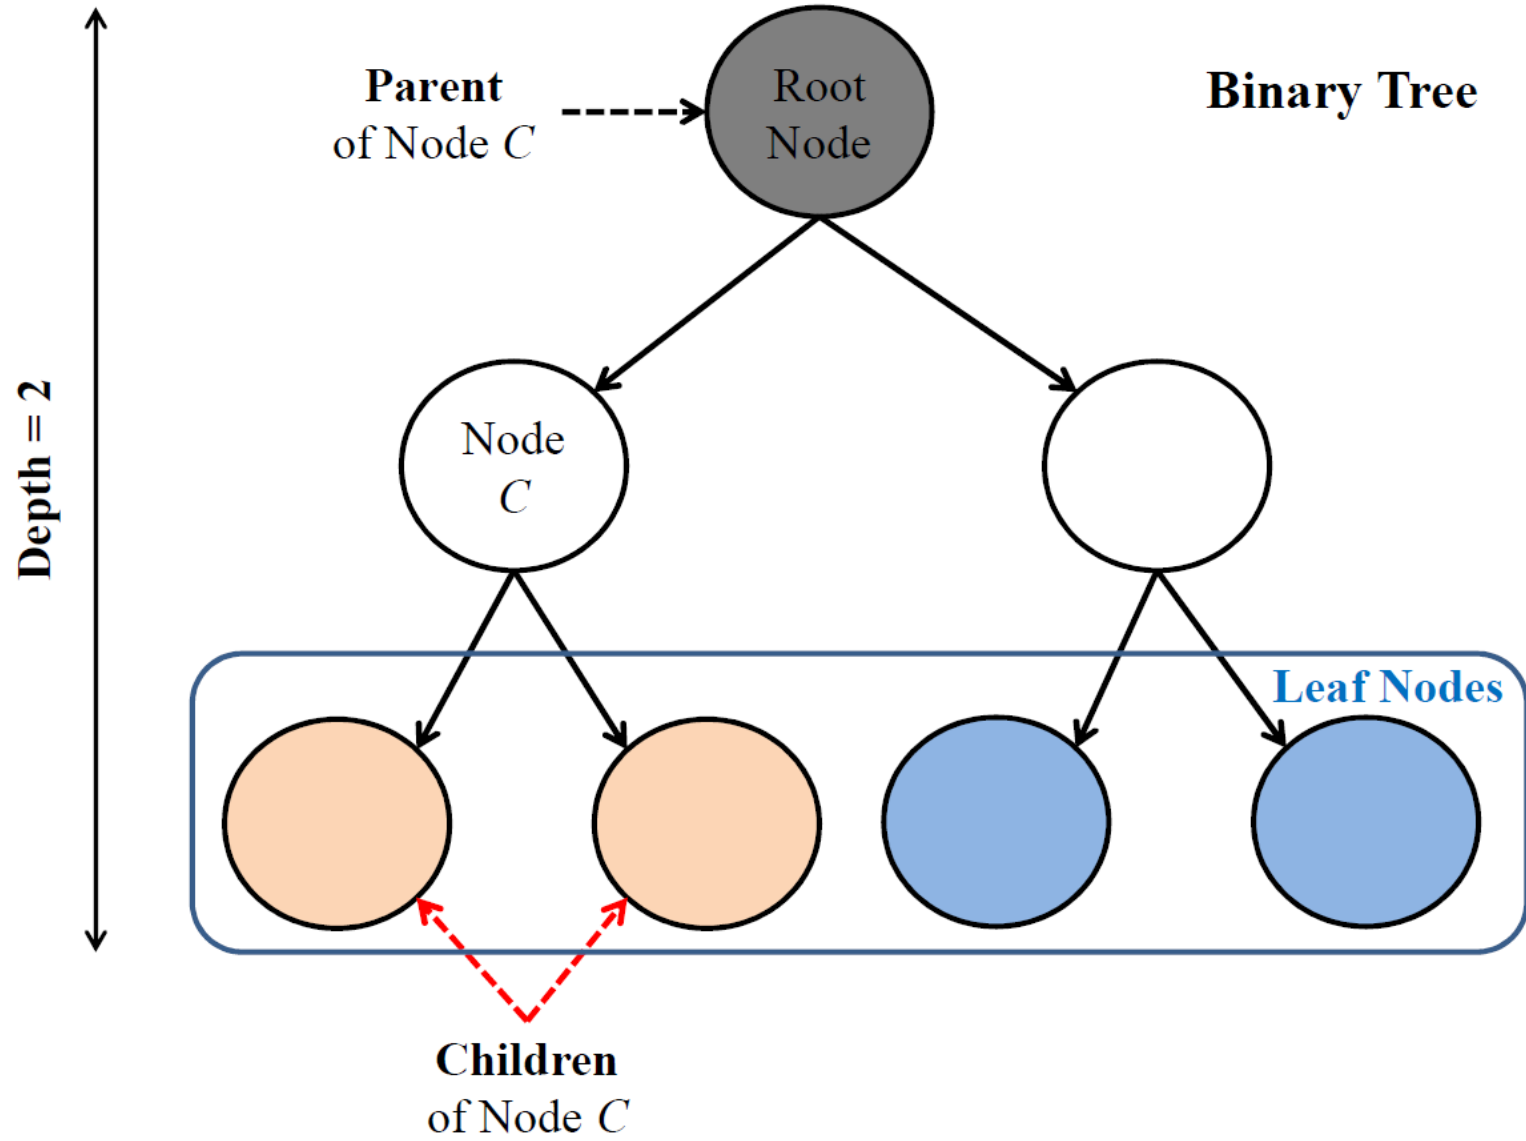 Binary Tree
Parent
of Node C
Root
Node
Depth = 2
Node
C
Leaf Nodes
Children
of Node C